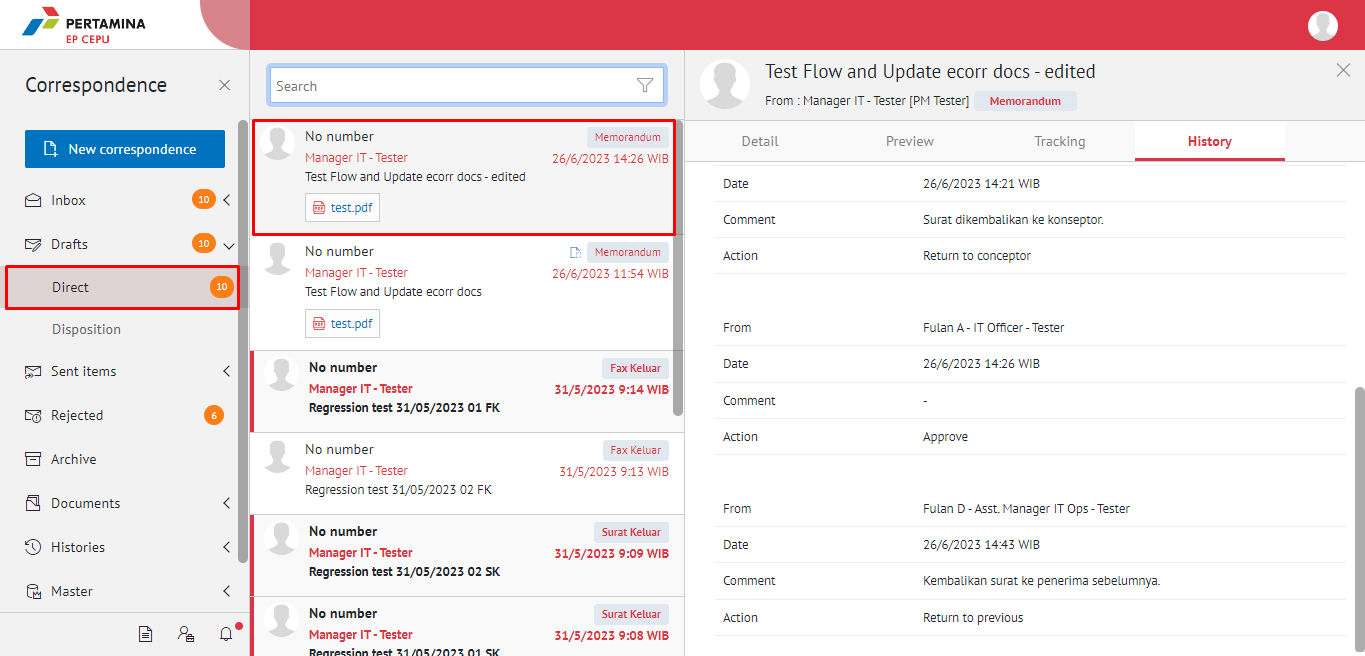 PERTAMINA
EP CEPU
Correspondence
New correspondence
Inbox 10
Drafts 10
Direct 10
Disposition
Sent items
Rejected 6
Archive
Documents
Histories
Master
Search
No number Memorandum
Manager IT - Tester 26/6/2023 14:26 WIB
Test Flow and Update ecorr docs - edited
PDF test.pdf
No number Memorandum
Manager IT - Tester 26/6/2023 11:54 WIB
Test Flow and Update ecorr docs
PDF test.pdf
No number Fax Keluar
Manager IT - Tester 31/5/2023 9:14 WIB
Regression test 31/05/2023 01 FK
No number Fax Keluar
Manager IT - Tester 31/5/2023 9:13 WIB
Regression test 31/05/2023 02 FK
No number Surat Keluar
Manager IT - Tester 31/5/2023 9:09 WIB
Regression test 31/05/2023 02 SK
No number Surat Keluar
Manager IT - Tester 31/5/2023 9:08 WIB
Regression test 31/05/2023 01 SK
Test Flow and Update ecorr docs - edited
From : Manager IT - Tester [PM Tester] Memorandum
Detail Preview Tracking History
Date 26/6/2023 14:21 WIB
Comment Surat dikembalikan ke konseptor.
Action Return to conceptor
From Fulan A - IT Officer - Tester
Date 26/6/2023 14:26 WIB
Comment -
Action Approve
From Fulan D - Asst. Manager IT Ops - Tester
Date 26/6/2023 14:43 WIB
Comment Kembalikan surat ke penerima sebelumnya.
Action Return to previous